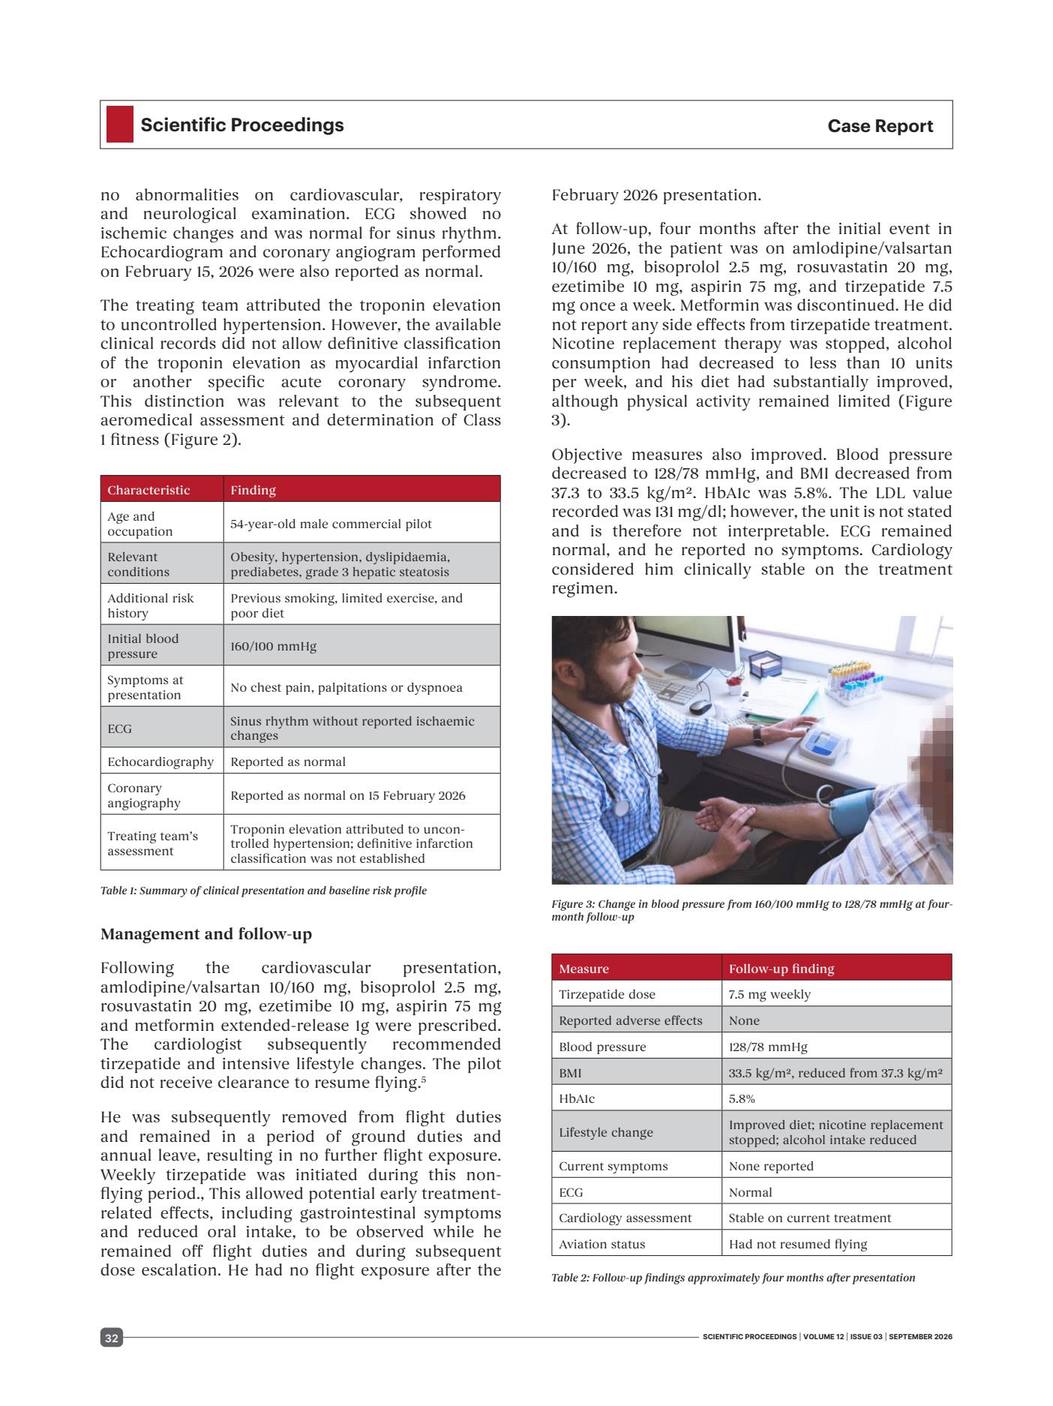 Scientific Proceedings
Case Report
no abnormalities on cardiovascular, respiratory
and neurological examination. ECG showed no
ischemic changes and was normal for sinus rhythm.
Echocardiogram and coronary angiogram performed
on February 15, 2026 were also reported as normal.
The treating team attributed the troponin elevation
to uncontrolled hypertension. However, the available
clinical records did not allow definitive classification
of the troponin elevation as myocardial infarction
or another specific acute coronary syndrome.
This distinction was relevant to the subsequent
aeromedical assessment and determination of Class
1 fitness (Figure 2).
Characteristic Finding
Age and
occupation
54-year-old male commercial pilot
Relevant
conditions
Obesity, hypertension, dyslipidaemia,
prediabetes, grade 3 hepatic steatosis
Additional risk
history
Previous smoking, limited exercise, and
poor diet
Initial blood
pressure
160/100 mmHg
Symptoms at
presentation
No chest pain, palpitations or dyspnoea
ECG
Sinus rhythm without reported ischaemic
changes
Echocardiography Reported as normal
Coronary
angiography
Reported as normal on 15 February 2026
Treating team's
assessment
Troponin elevation attributed to uncon-
trolled hypertension; definitive infarction
classification was not established
Table 1: Summary of clinical presentation and baseline risk profile
Management and follow-up
Following the cardiovascular presentation,
amlodipine/valsartan 10/160 mg, bisoprolol 2.5 mg,
rosuvastatin 20 mg, ezetimibe 10 mg, aspirin 75 mg
and metformin extended-release 1g were prescribed.
The cardiologist subsequently recommended
tirzepatide and intensive lifestyle changes. The pilot
did not receive clearance to resume flying.⁵
He was subsequently removed from flight duties
and remained in a period of ground duties and
annual leave, resulting in no further flight exposure.
Weekly tirzepatide was initiated during this non-
flying period., This allowed potential early treatment-
related effects, including gastrointestinal symptoms
and reduced oral intake, to be observed while he
remained off flight duties and during subsequent
dose escalation. He had no flight exposure after the
February 2026 presentation.
At follow-up, four months after the initial event in
June 2026, the patient was on amlodipine/valsartan
10/160 mg, bisoprolol 2.5 mg, rosuvastatin 20 mg,
ezetimibe 10 mg, aspirin 75 mg, and tirzepatide 7.5
mg once a week. Metformin was discontinued. He did
not report any side effects from tirzepatide treatment.
Nicotine replacement therapy was stopped, alcohol
consumption had decreased to less than 10 units
per week, and his diet had substantially improved,
although physical activity remained limited (Figure
3).
Objective measures also improved. Blood pressure
decreased to 128/78 mmHg, and BMI decreased from
37.3 to 33.5 kg/m². HbA1c was 5.8%. The LDL value
recorded was 131 mg/dl; however, the unit is not stated
and is therefore not interpretable. ECG remained
normal, and he reported no symptoms. Cardiology
considered him clinically stable on the treatment
regimen.
Figure 3: Change in blood pressure from 160/100 mmHg to 128/78 mmHg at four-
month follow-up
Measure Follow-up finding
Tirzepatide dose 7.5 mg weekly
Reported adverse effects None
Blood pressure 128/78 mmHg
BMI 33.5 kg/m², reduced from 37.3 kg/m²
HbA1c 5.8%
Lifestyle change
Improved diet; nicotine replacement
stopped; alcohol intake reduced
Current symptoms None reported
ECG Normal
Cardiology assessment Stable on current treatment
Aviation status Had not resumed flying
Table 2: Follow-up findings approximately four months after presentation
32
SCIENTIFIC PROCEEDINGS | VOLUME 12 | ISSUE 03 | SEPTEMBER 2026